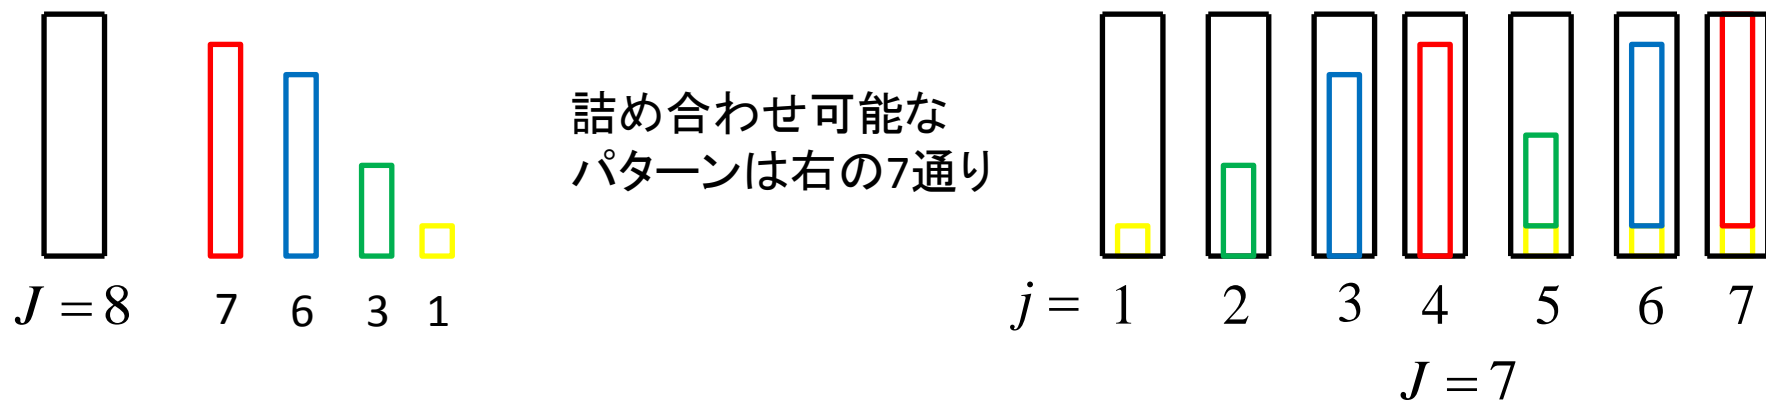 詰め合わせ可能な
パターンは右の7通り
J = 8
7 6 3 1
j = 1 2 3 4 5 6 7
J = 7